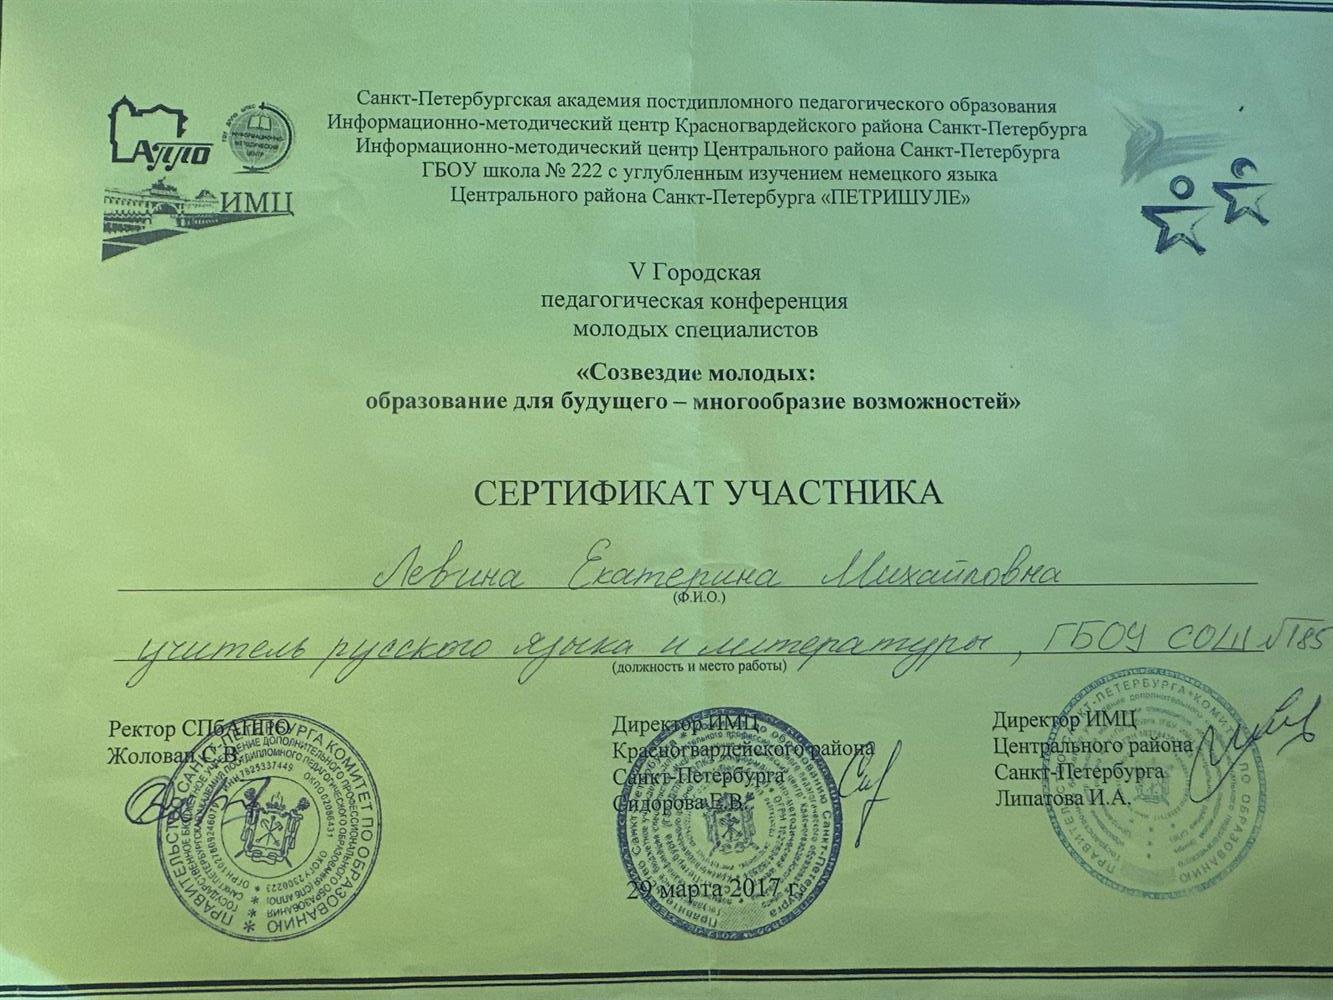 Санкт-Петербургская академия постдипломного педагогического образования
Информационно-методический центр Красногвардейского района Санкт-Петербурга
Информационно-методический центр Центрального района Санкт-Петербурга
ГБОУ школа № 222 с углубленным изучением немецкого языка
Центрального района Санкт-Петербурга «ПЕТРИШУЛЕ»
Аппо
ИНФОРМАЦИОННО-
МЕТОДИЧЕСКИЙ
ЦЕНТР
ИМЦ
V Городская
педагогическая конференция
молодых специалистов
«Созвездие молодых:
образование для будущего – многообразие возможностей»
СЕРТИФИКАТ УЧАСТНИКА
Левина Екатерина Михайловна
(Ф.И.О.)
учитель русского языка и литературы, ГБОУ СОШ №185
(должность и место работы)
Ректор СПбАППО
Жолован С.В.
Директор ИМЦ
Красногвардейского района
Санкт-Петербурга
Сидорова Е.В.
29 марта 2017 г.
Директор ИМЦ
Центрального района
Санкт-Петербурга
Липатова И.А.